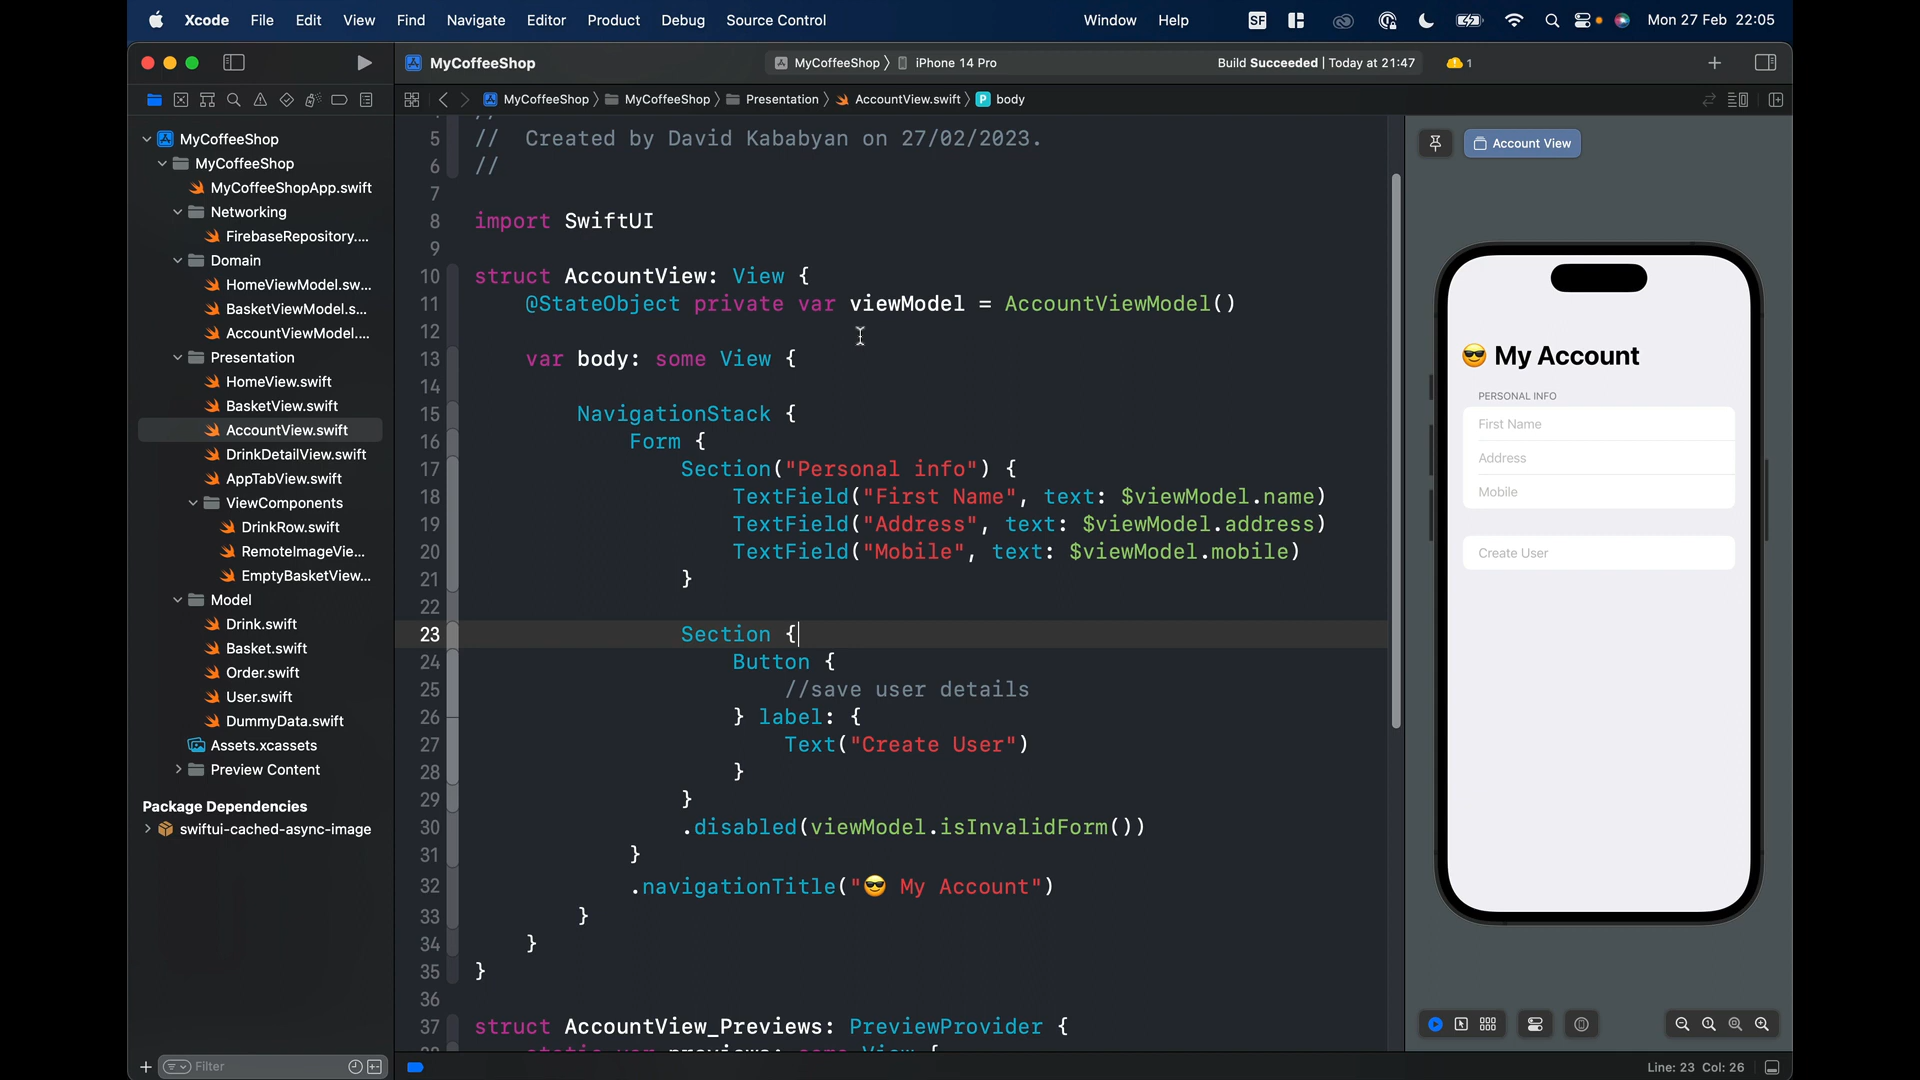 Xcode File Edit View Find Navigate Editor Product Debug Source Control Window Help SF Mon 27 Feb 22:05
MyCoffeeShop MyCoffeeShop iPhone 14 Pro Build Succeeded | Today at 21:47 1
MyCoffeeShop MyCoffeeShop Presentation AccountView.swift P body
MyCoffeeShop
MyCoffeeShop
MyCoffeeShopApp.swift
Networking
FirebaseRepository....
Domain
HomeViewModel.sw...
BasketViewModel.s...
AccountViewModel....
Presentation
HomeView.swift
BasketView.swift
AccountView.swift
DrinkDetailView.swift
AppTabView.swift
ViewComponents
DrinkRow.swift
RemoteImageVie...
EmptyBasketView...
Model
Drink.swift
Basket.swift
Order.swift
User.swift
DummyData.swift
Assets.xcassets
Preview Content
Package Dependencies
swiftui-cached-async-image
Filter
5 // Created by David Kababyan on 27/02/2023.
6 //
7
8 import SwiftUI
9
10 struct AccountView: View {
11 @StateObject private var viewModel = AccountViewModel()
12
13 var body: some View {
14
15 NavigationStack {
16 Form {
17 Section("Personal info") {
18 TextField("First Name", text: $viewModel.name)
19 TextField("Address", text: $viewModel.address)
20 TextField("Mobile", text: $viewModel.mobile)
21 }
22
23 Section {
24 Button {
25 //save user details
26 } label: {
27 Text("Create User")
28 }
29 }
30 .disabled(viewModel.isInvalidForm())
31 }
32 .navigationTitle("😎 My Account")
33 }
34 }
35 }
36
37 struct AccountView_Previews: PreviewProvider {
Account View
😎 My Account
PERSONAL INFO
First Name
Address
Mobile
Create User
Line: 23 Col: 26